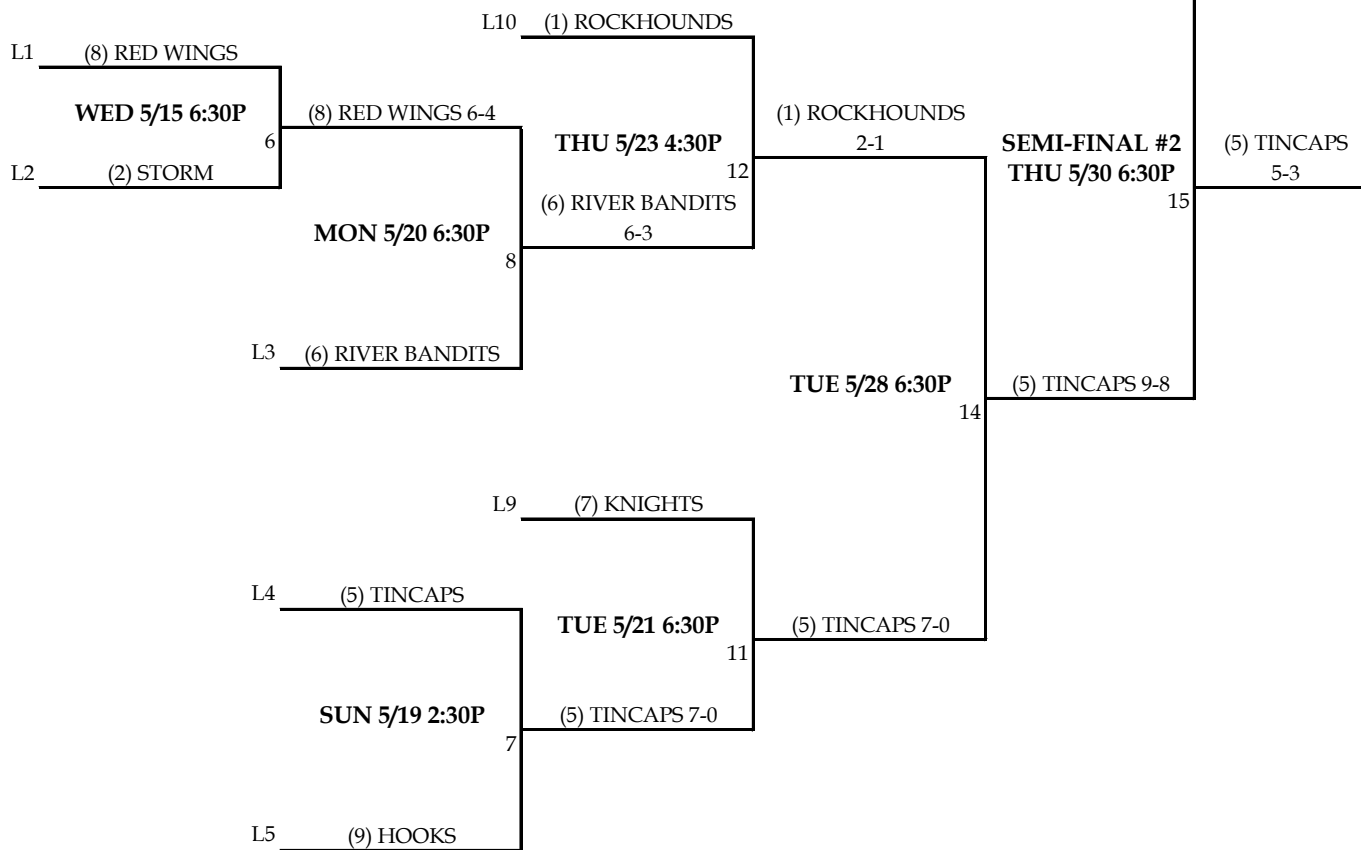 L10 (1) ROCKHOUNDS
L1 (8) RED WINGS
WED 5/15 6:30P
6
(8) RED WINGS 6-4
L2 (2) STORM
THU 5/23 4:30P
12
(1) ROCKHOUNDS
2-1
SEMI-FINAL #2
THU 5/30 6:30P
15
(5) TINCAPS
5-3
MON 5/20 6:30P
8
(6) RIVER BANDITS
6-3
L3 (6) RIVER BANDITS
TUE 5/28 6:30P
14
(5) TINCAPS 9-8
L9 (7) KNIGHTS
L4 (5) TINCAPS
TUE 5/21 6:30P
11
(5) TINCAPS 7-0
SUN 5/19 2:30P
7
(5) TINCAPS 7-0
L5 (9) HOOKS